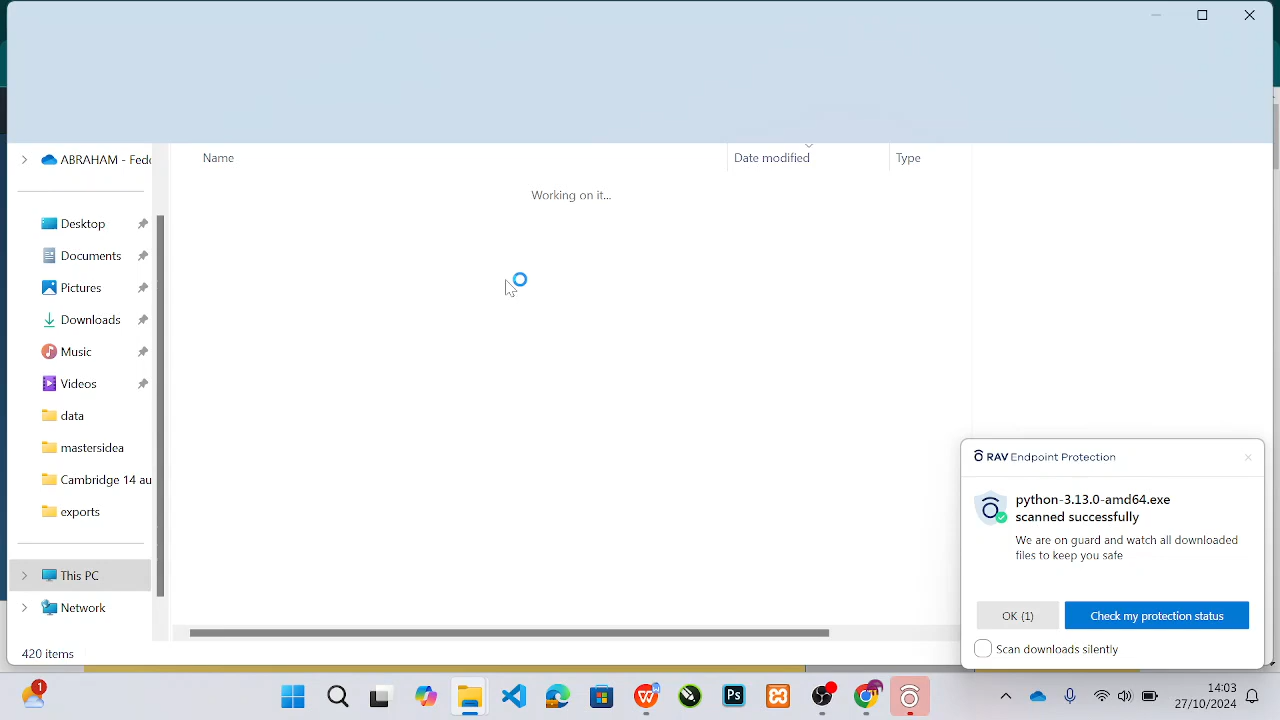 ABRAHAM - Fede
Name
Date modified
Type
Working on it...
Desktop
Documents
Pictures
Downloads
Music
Videos
data
mastersidea
Cambridge 14 au
exports
This PC
Network
420 items
RAV Endpoint Protection
python-3.13.0-amd64.exe
scanned successfully
We are on guard and watch all downloaded
files to keep you safe
OK (1)
Check my protection status
Scan downloads silently
1
W
Ps
14:03
27/10/2024